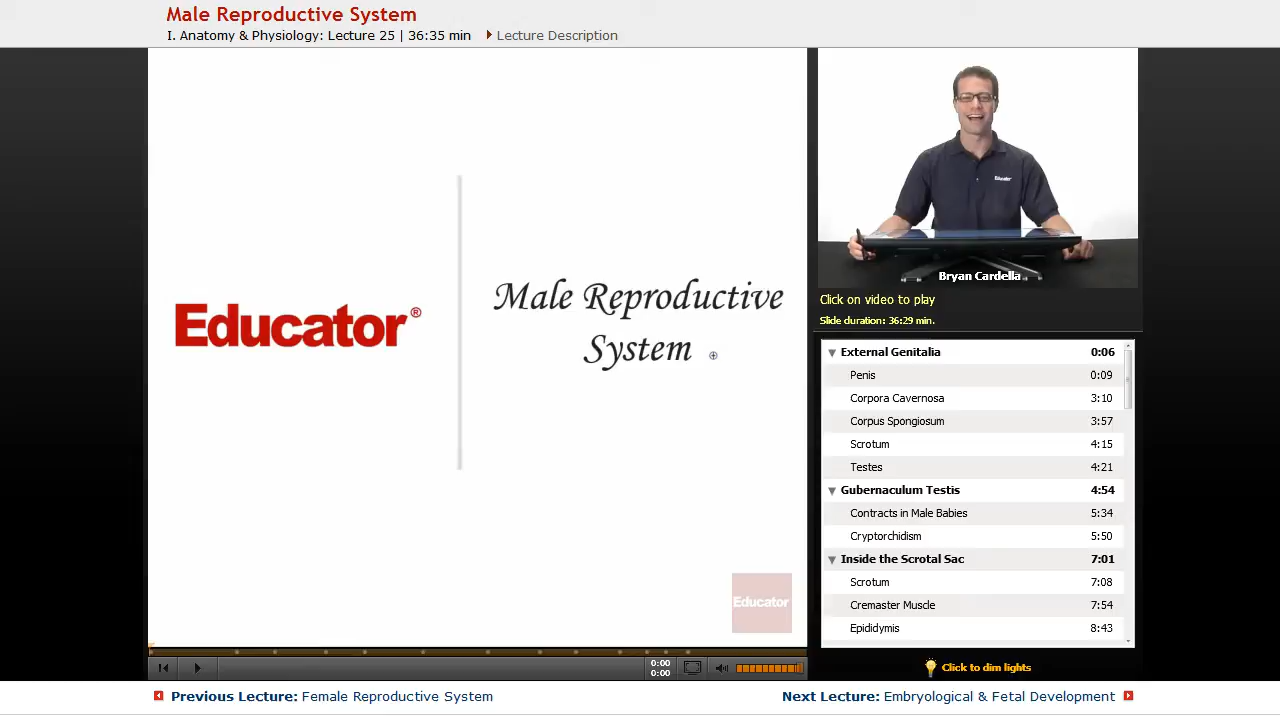 Male Reproductive System
I. Anatomy & Physiology: Lecture 25 | 36:35 min Lecture Description
Educator®
Male Reproductive
System
Educator
Educator
Bryan Cardella
Click on video to play
Slide duration: 36:29 min.
External Genitalia 0:06
Penis 0:09
Corpora Cavernosa 3:10
Corpus Spongiosum 3:57
Scrotum 4:15
Testes 4:21
Gubernaculum Testis 4:54
Contracts in Male Babies 5:34
Cryptorchidism 5:50
Inside the Scrotal Sac 7:01
Scrotum 7:08
Cremaster Muscle 7:54
Epididymis 8:43
0:00
0:00
Click to dim lights
Previous Lecture: Female Reproductive System
Next Lecture: Embryological & Fetal Development